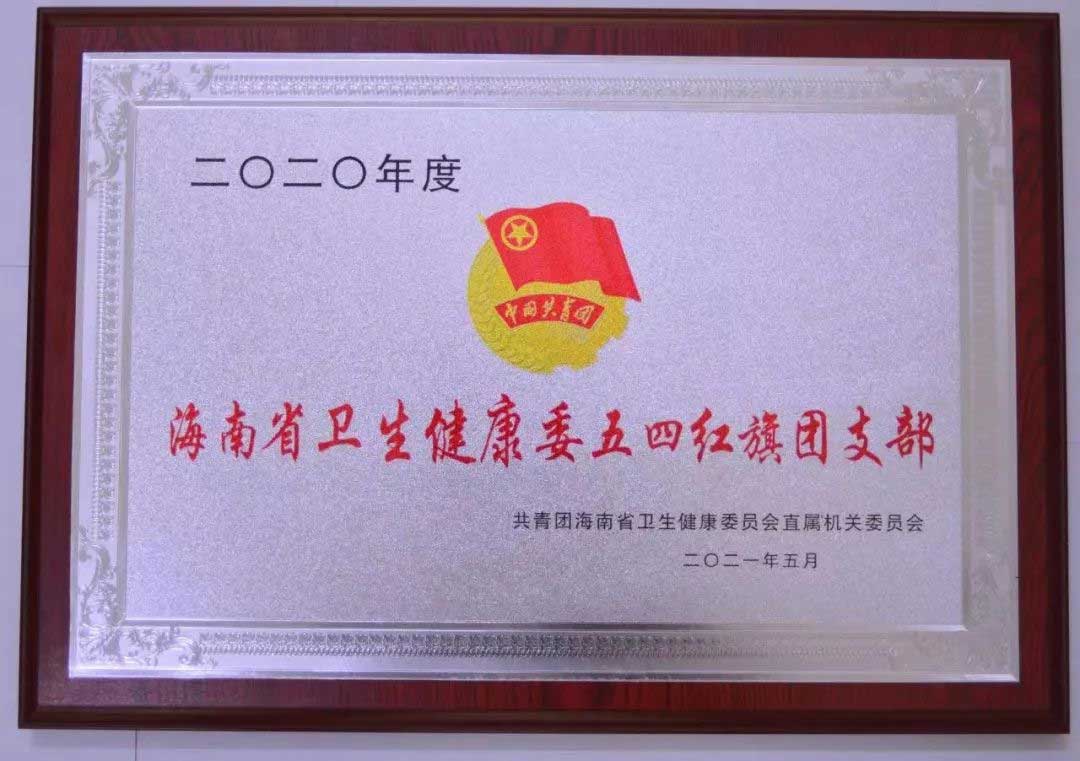 二〇二〇年度
中国共青团
海南省卫生健康委五四红旗团支部
共青团海南省卫生健康委员会直属机关委员会
二〇二一年五月